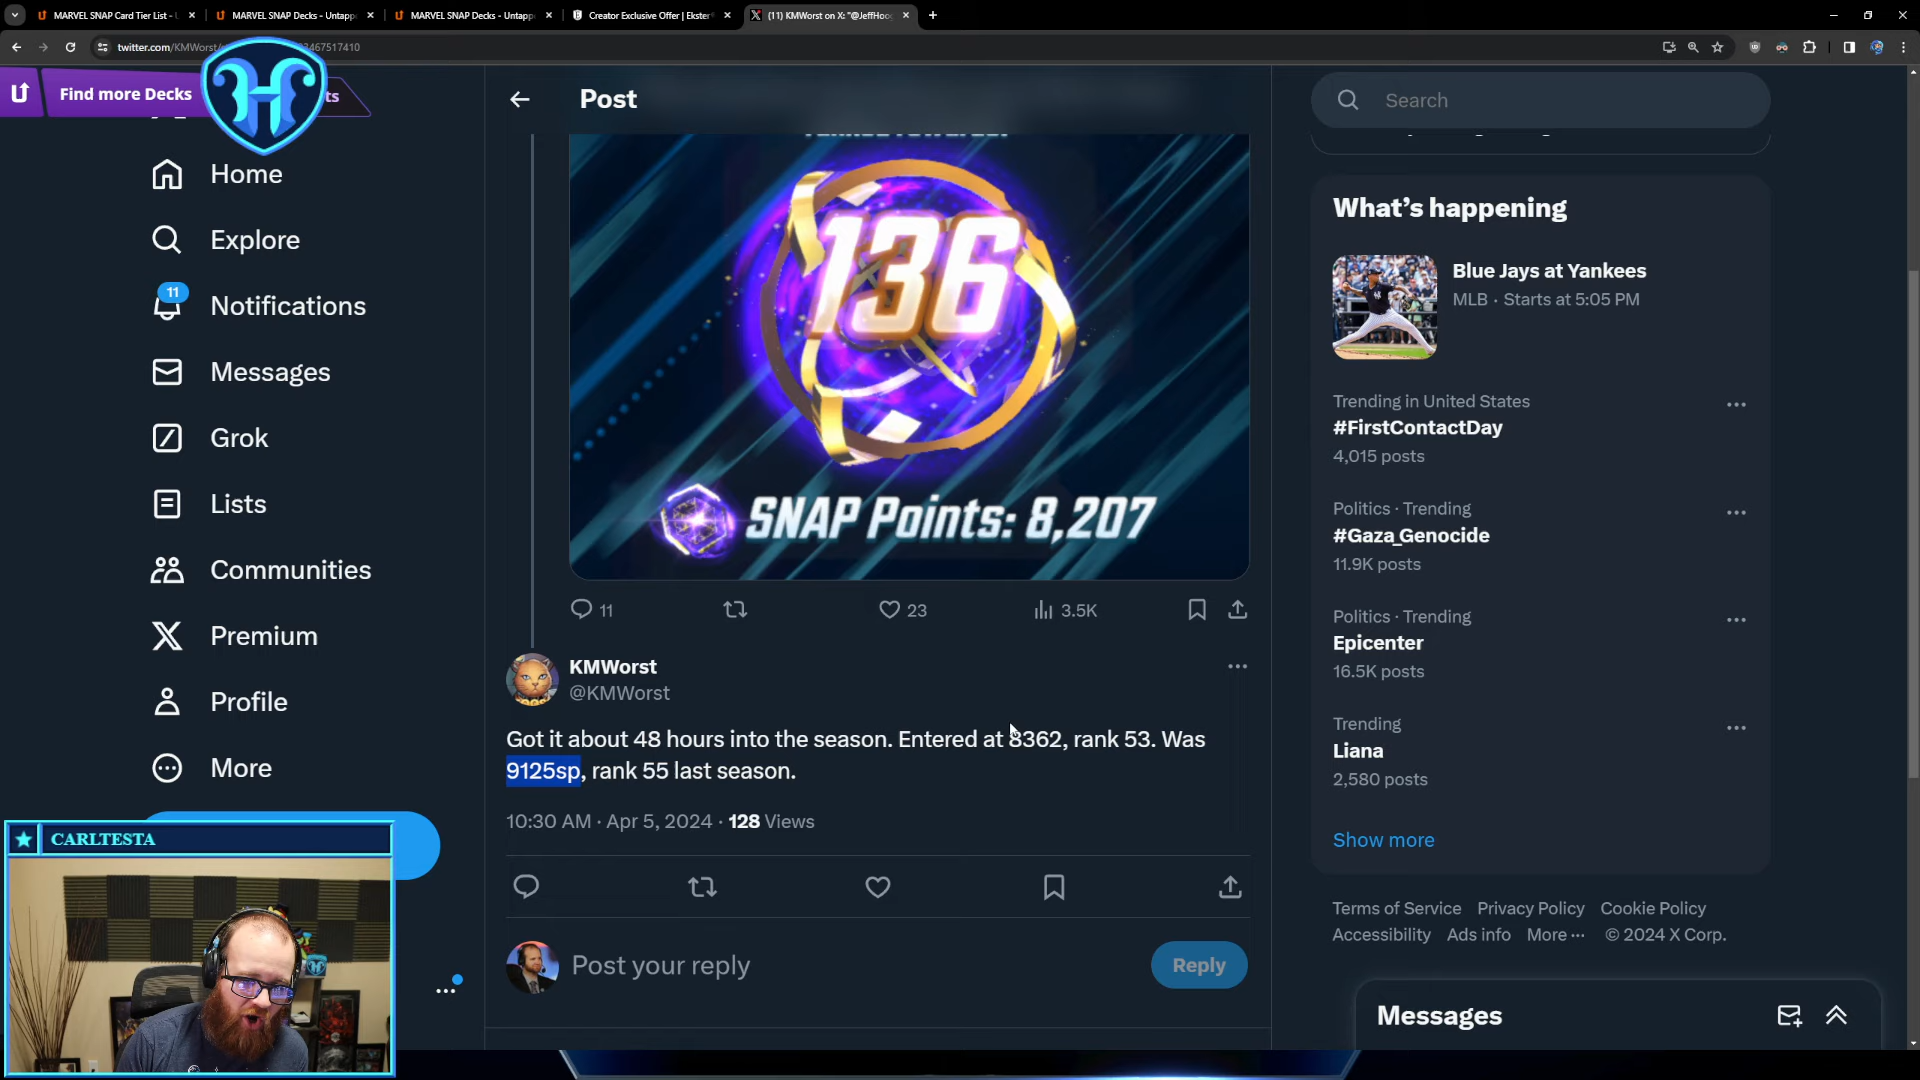 MARVEL SNAP Card Tier List -
MARVEL SNAP Decks - Untapp
MARVEL SNAP Decks - Untapp
Creator Exclusive Offer | Ekster
(11) KMWorst on X: "@JeffHoo
twitter.com/KMWorst/
3467517410
Find more Decks
ts
H
Home
Explore
11
Notifications
Messages
Grok
Lists
Communities
Premium
Profile
More
Post
136
SNAP Points: 8,207
11
23
3.5K
KMWorst
@KMWorst
Got it about 48 hours into the season. Entered at 8362, rank 53. Was
9125sp, rank 55 last season.
10:30 AM · Apr 5, 2024 · 128 Views
Post your reply
Reply
Search
What's happening
Blue Jays at Yankees
MLB · Starts at 5:05 PM
Trending in United States
#FirstContactDay
4,015 posts
Politics · Trending
#Gaza_Genocide
11.9K posts
Politics · Trending
Epicenter
16.5K posts
Trending
Liana
2,580 posts
Show more
Terms of Service Privacy Policy Cookie Policy
Accessibility Ads info More ··· © 2024 X Corp.
Messages
CARLTESTA